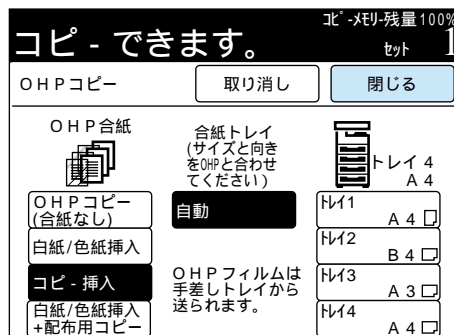 コピ-メモリ-残量100%
コピ-できます。
セット 1
OHPコピー
取り消し
閉じる
OHP合紙
合紙トレイ
(サイズと向き
をOHPと合わせ
てください)
トレイ4
A4
OHPコピー
(合紙なし)
白紙/色紙挿入
コピ-挿入
白紙/色紙挿入
+配布用コピー
自動
OHPフィルムは
手差しトレイから
送られます。
トレイ1
A4
トレイ2
B4
トレイ3
A3
トレイ4
A4